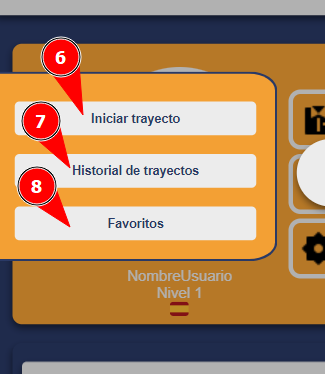 6
Iniciar trayecto
7
Historial de trayectos
8
Favoritos
NombreUsuario
Nivel 1